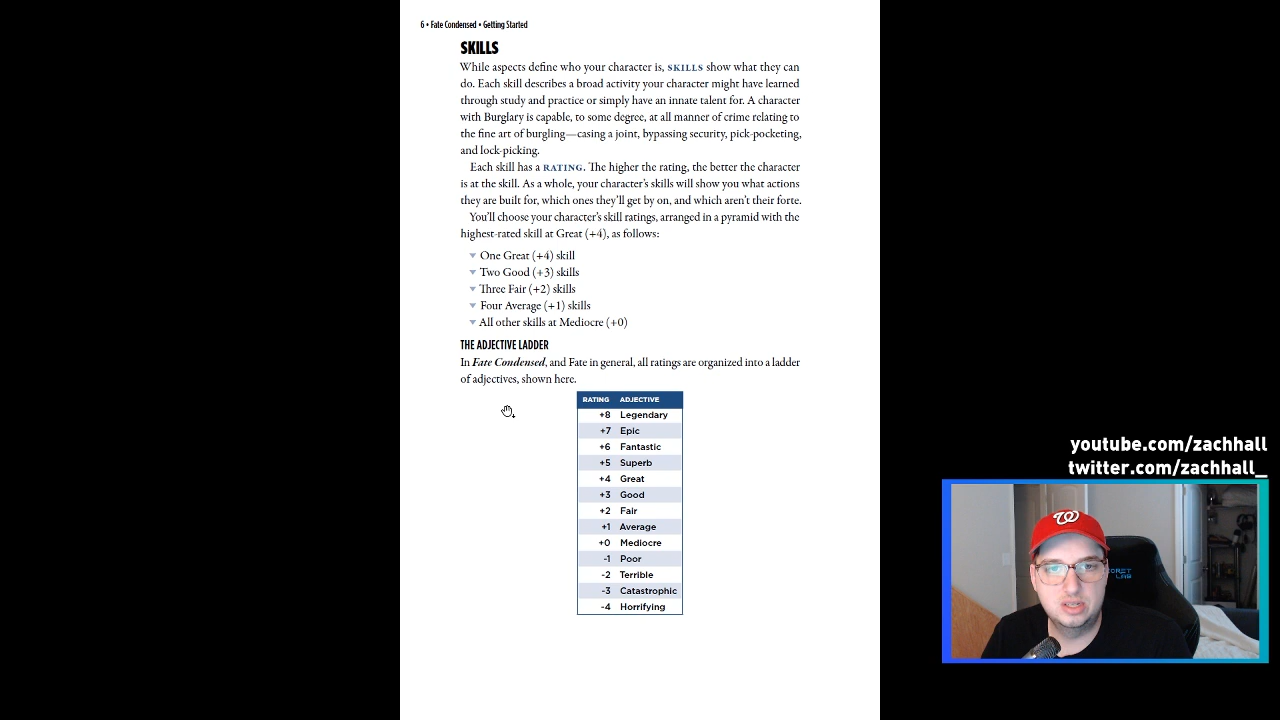 6 • Fate Condensed • Getting Started
SKILLS
While aspects define who your character is, SKILLS show what they can
do. Each skill describes a broad activity your character might have learned
through study and practice or simply have an innate talent for. A character
with Burglary is capable, to some degree, at all manner of crime relating to
the fine art of burgling—casing a joint, bypassing security, pick-pocketing,
and lock-picking.
Each skill has a RATING. The higher the rating, the better the character
is at the skill. As a whole, your character’s skills will show you what actions
they are built for, which ones they’ll get by on, and which aren’t their forte.
You’ll choose your character’s skill ratings, arranged in a pyramid with the
highest-rated skill at Great (+4), as follows:
One Great (+4) skill
Two Good (+3) skills
Three Fair (+2) skills
Four Average (+1) skills
All other skills at Mediocre (+0)
THE ADJECTIVE LADDER
In Fate Condensed, and Fate in general, all ratings are organized into a ladder
of adjectives, shown here.
RATING ADJECTIVE
+8 Legendary
+7 Epic
+6 Fantastic
+5 Superb
+4 Great
+3 Good
+2 Fair
+1 Average
+0 Mediocre
-1 Poor
-2 Terrible
-3 Catastrophic
-4 Horrifying
youtube.com/zachhall
twitter.com/zachhall_
W